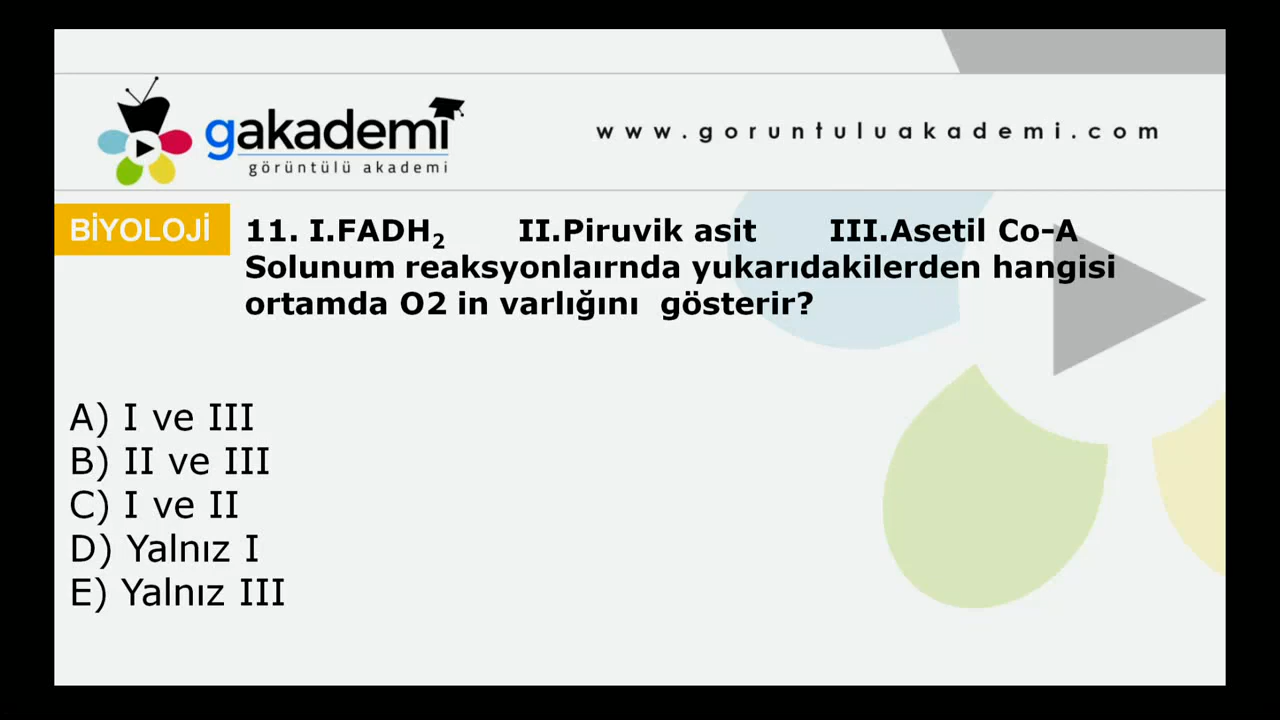 gakademi
görüntülü akademi
www.goruntuluakademi.com
BİYOLOJİ
11. I.FADH₂ II.Piruvik asit III.Asetil Co-A
Solunum reaksyonlaırnda yukarıdakilerden hangisi
ortamda O2 in varlığını gösterir?
A) I ve III
B) II ve III
C) I ve II
D) Yalnız I
E) Yalnız III